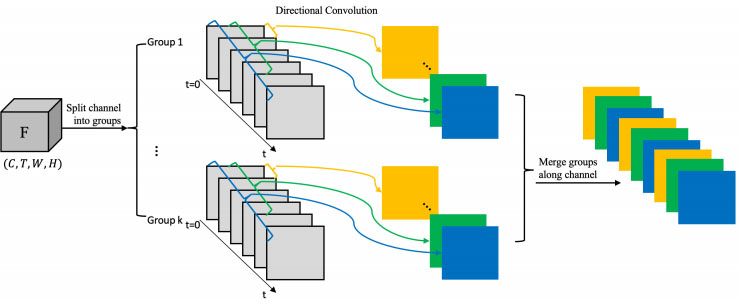 Directional Convolution
Group 1
t=0
F
Split channel
into groups
(C, T, W, H)
t
...
...
Group k
t=0
t
...
Merge groups
along channel